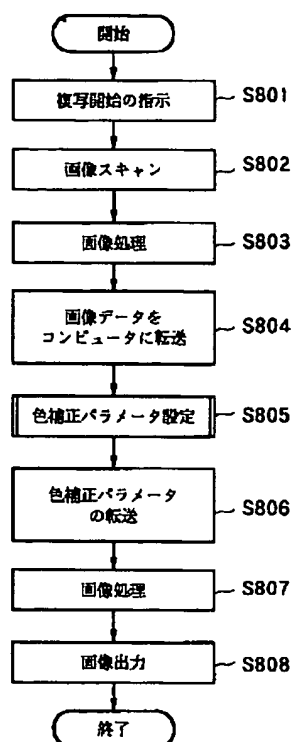 開始
複写開始の指示
S801
画像スキャン
S802
画像処理
S803
画像データを
コンピュータに転送
S804
色補正パラメータ設定
S805
色補正パラメータ
の転送
S806
画像処理
S807
画像出力
S808
終了